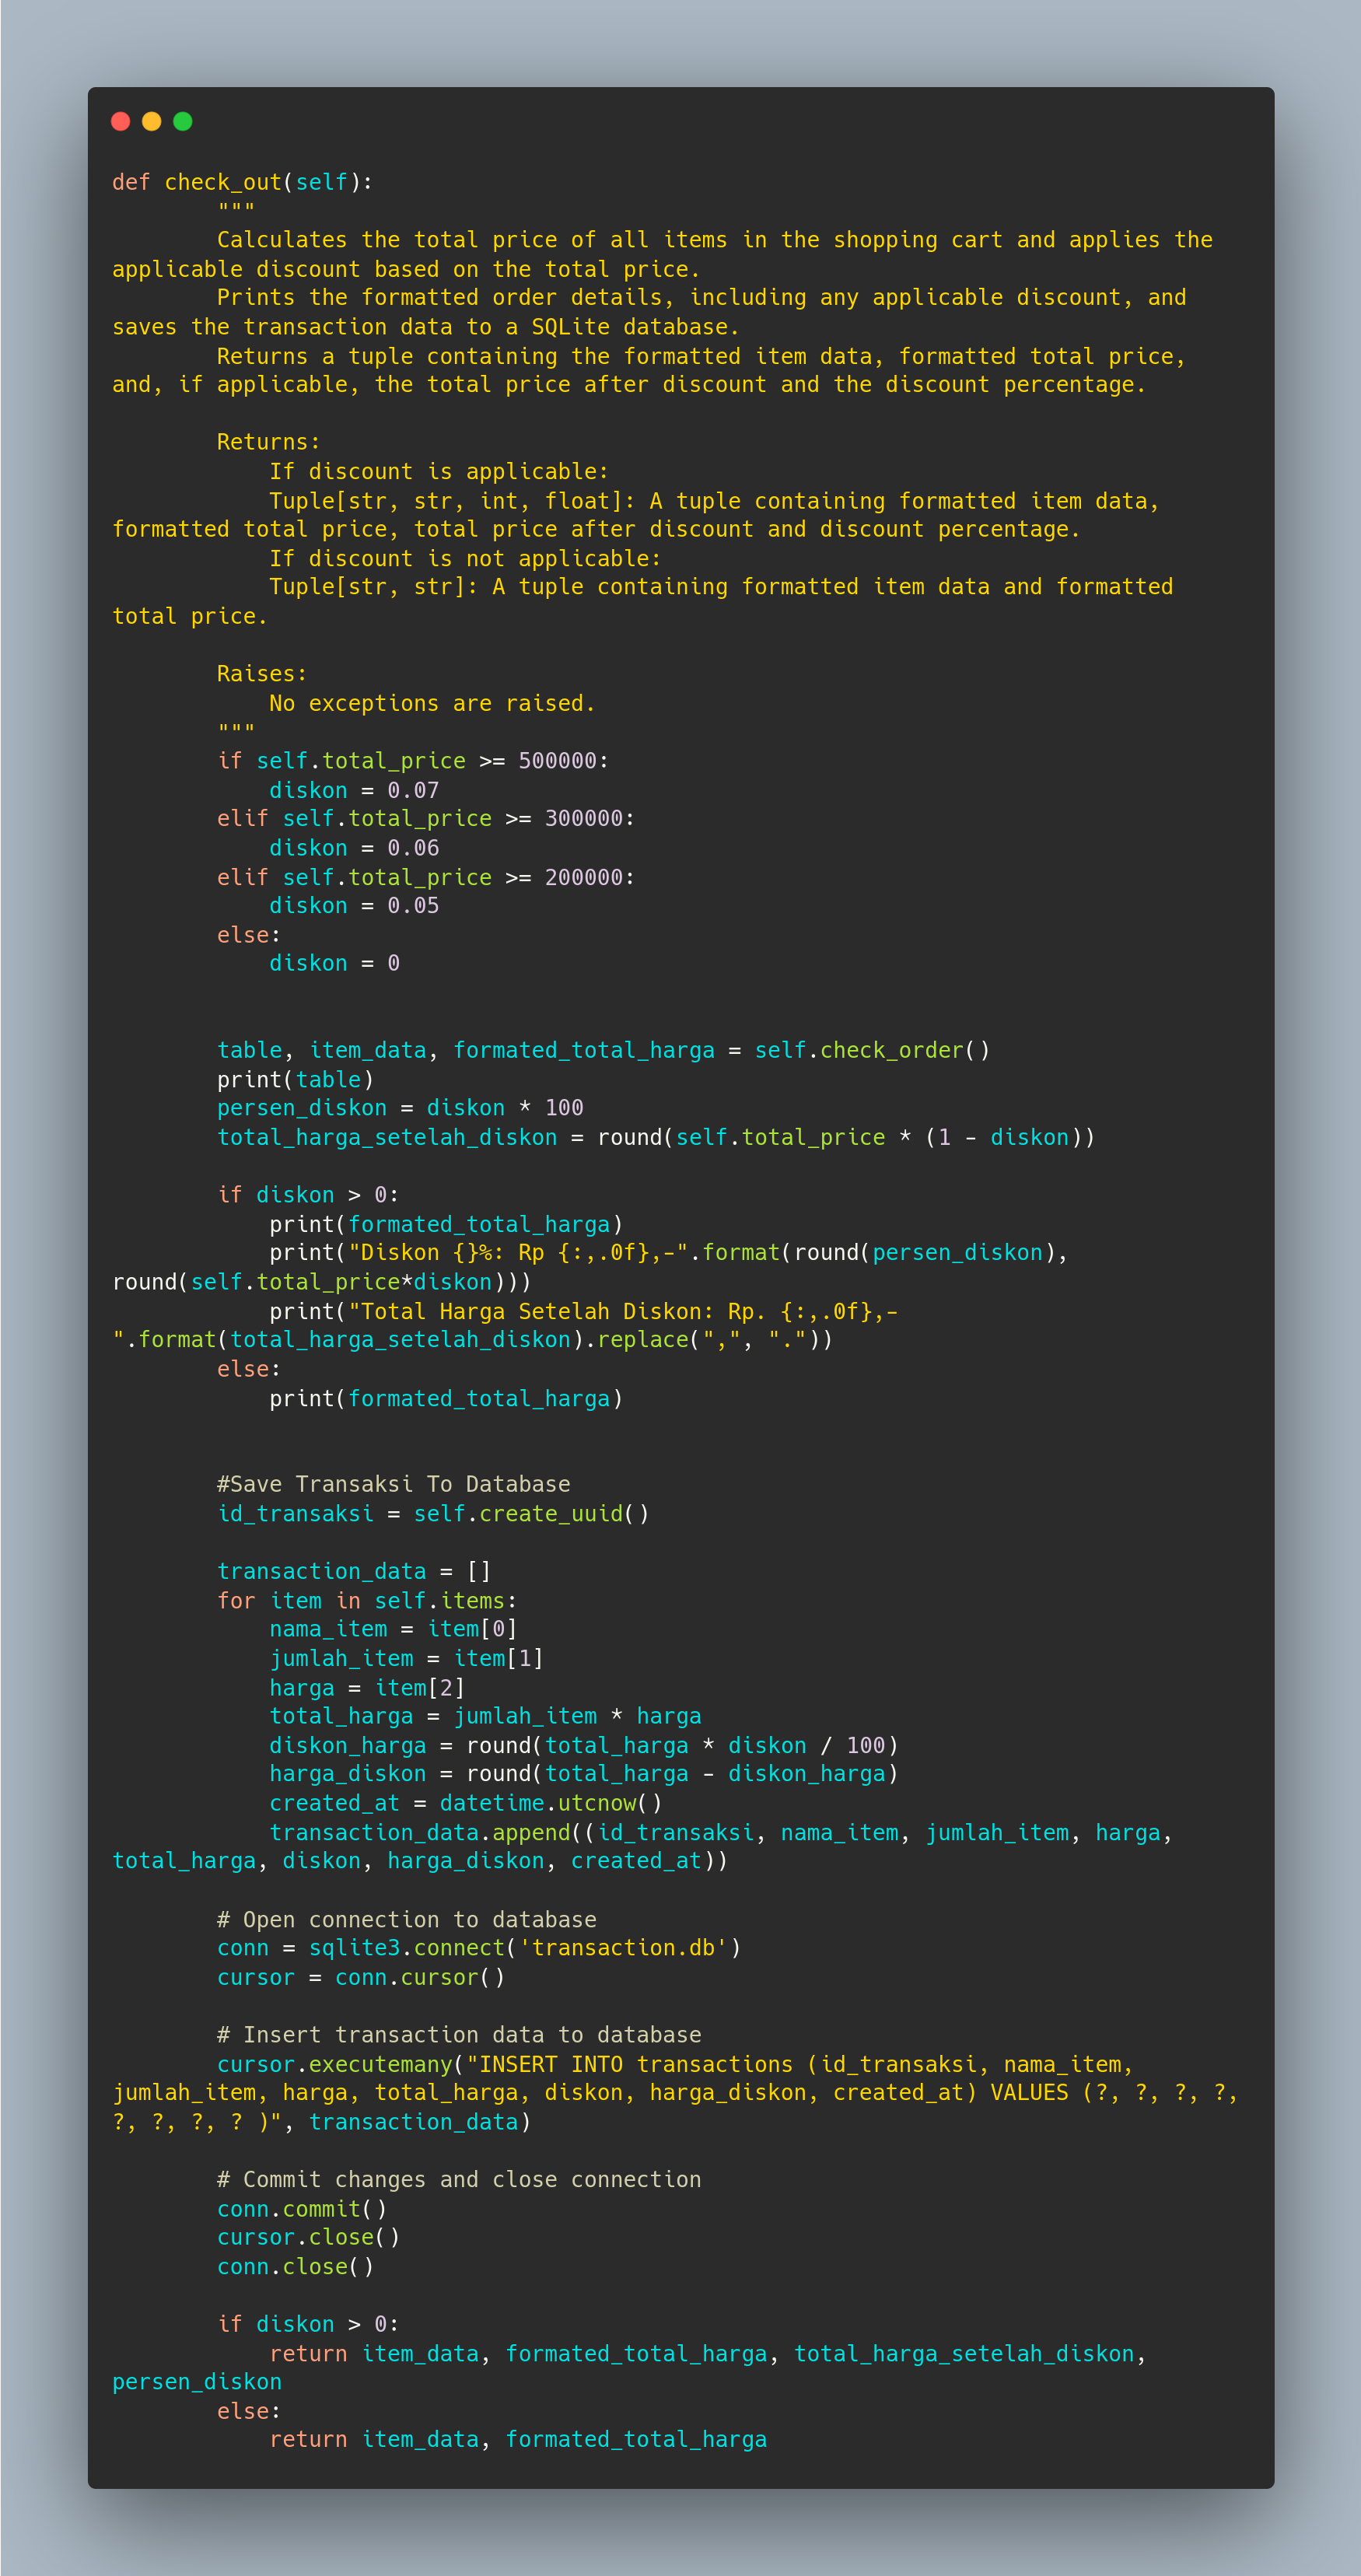 def check_out(self):
        """
        Calculates the total price of all items in the shopping cart and applies the
applicable discount based on the total price.
        Prints the formatted order details, including any applicable discount, and
saves the transaction data to a SQLite database.
        Returns a tuple containing the formatted item data, formatted total price,
and, if applicable, the total price after discount and the discount percentage.

        Returns:
            If discount is applicable:
            Tuple[str, str, int, float]: A tuple containing formatted item data,
formatted total price, total price after discount and discount percentage.
            If discount is not applicable:
            Tuple[str, str]: A tuple containing formatted item data and formatted
total price.

        Raises:
            No exceptions are raised.
        """
        if self.total_price >= 500000:
            diskon = 0.07
        elif self.total_price >= 300000:
            diskon = 0.06
        elif self.total_price >= 200000:
            diskon = 0.05
        else:
            diskon = 0


        table, item_data, formated_total_harga = self.check_order()
        print(table)
        persen_diskon = diskon * 100
        total_harga_setelah_diskon = round(self.total_price * (1 - diskon))

        if diskon > 0:
            print(formated_total_harga)
            print("Diskon {}%: Rp {:,.0f},-".format(round(persen_diskon),
round(self.total_price*diskon)))
            print("Total Harga Setelah Diskon: Rp. {:,.0f},-
".format(total_harga_setelah_diskon).replace(",", "."))
        else:
            print(formated_total_harga)


        #Save Transaksi To Database
        id_transaksi = self.create_uuid()

        transaction_data = []
        for item in self.items:
            nama_item = item[0]
            jumlah_item = item[1]
            harga = item[2]
            total_harga = jumlah_item * harga
            diskon_harga = round(total_harga * diskon / 100)
            harga_diskon = round(total_harga - diskon_harga)
            created_at = datetime.utcnow()
            transaction_data.append((id_transaksi, nama_item, jumlah_item, harga,
total_harga, diskon, harga_diskon, created_at))

        # Open connection to database
        conn = sqlite3.connect('transaction.db')
        cursor = conn.cursor()

        # Insert transaction data to database
        cursor.executemany("INSERT INTO transactions (id_transaksi, nama_item,
jumlah_item, harga, total_harga, diskon, harga_diskon, created_at) VALUES (?, ?, ?, ?,
?, ?, ?, ? )", transaction_data)

        # Commit changes and close connection
        conn.commit()
        cursor.close()
        conn.close()

        if diskon > 0:
            return item_data, formated_total_harga, total_harga_setelah_diskon,
persen_diskon
        else:
            return item_data, formated_total_harga